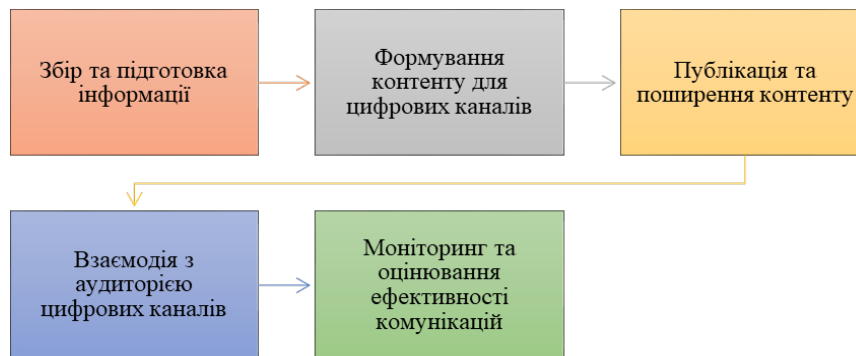 Збір та підготовка
інформації
Формування
контенту для
цифрових каналів
Публікація та
поширення контенту
Взаємодія з
аудиторією
цифрових каналів
Моніторинг та
оцінювання
ефективності
комунікацій